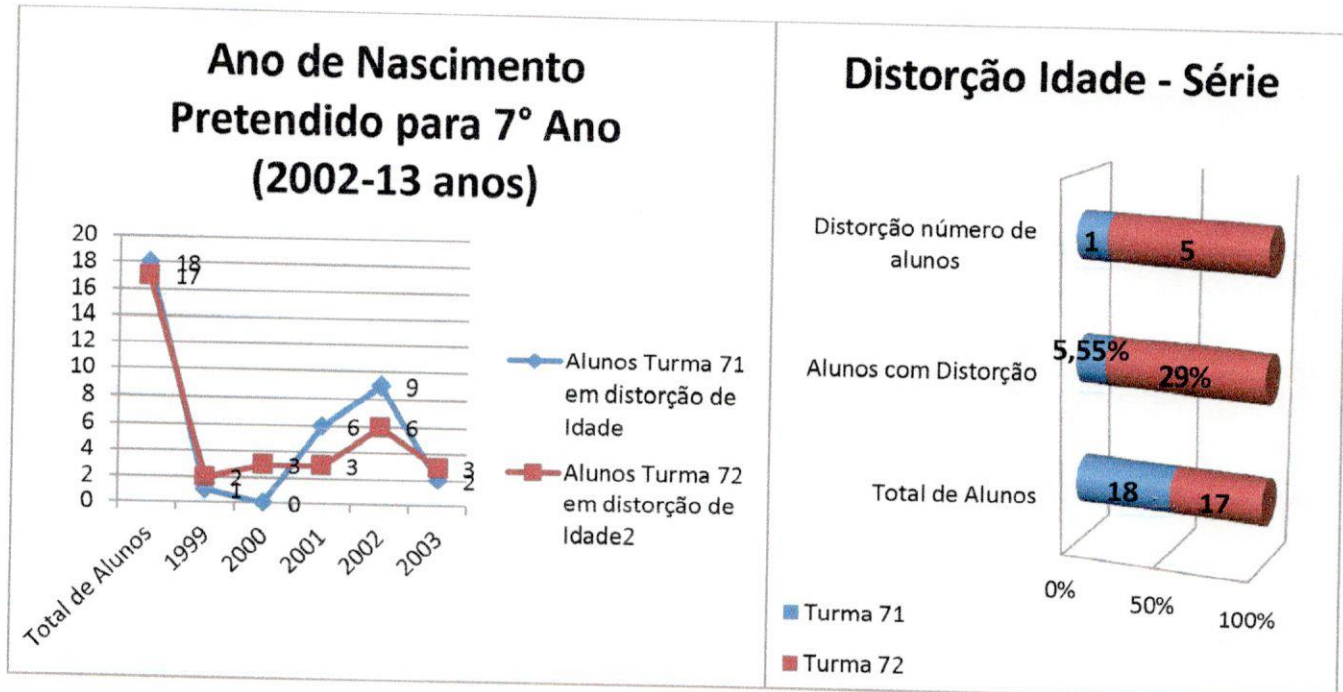 Ano de Nascimento
Pretendido para 7° Ano
(2002-13 anos)
20
18
16
14
12
10
8
6
4
2
0
18
17
2
1
3
0
6
3
9
6
3
2
Total de Alunos
1999
2000
2001
2002
2003
Alunos Turma 71
em distorção de
Idade
Alunos Turma 72
em distorção de
Idade2
Distorção Idade - Série
Distorção número de
alunos
1
5
Alunos com Distorção
5,55%
29%
Total de Alunos
18
17
0%
50%
100%
Turma 71
Turma 72